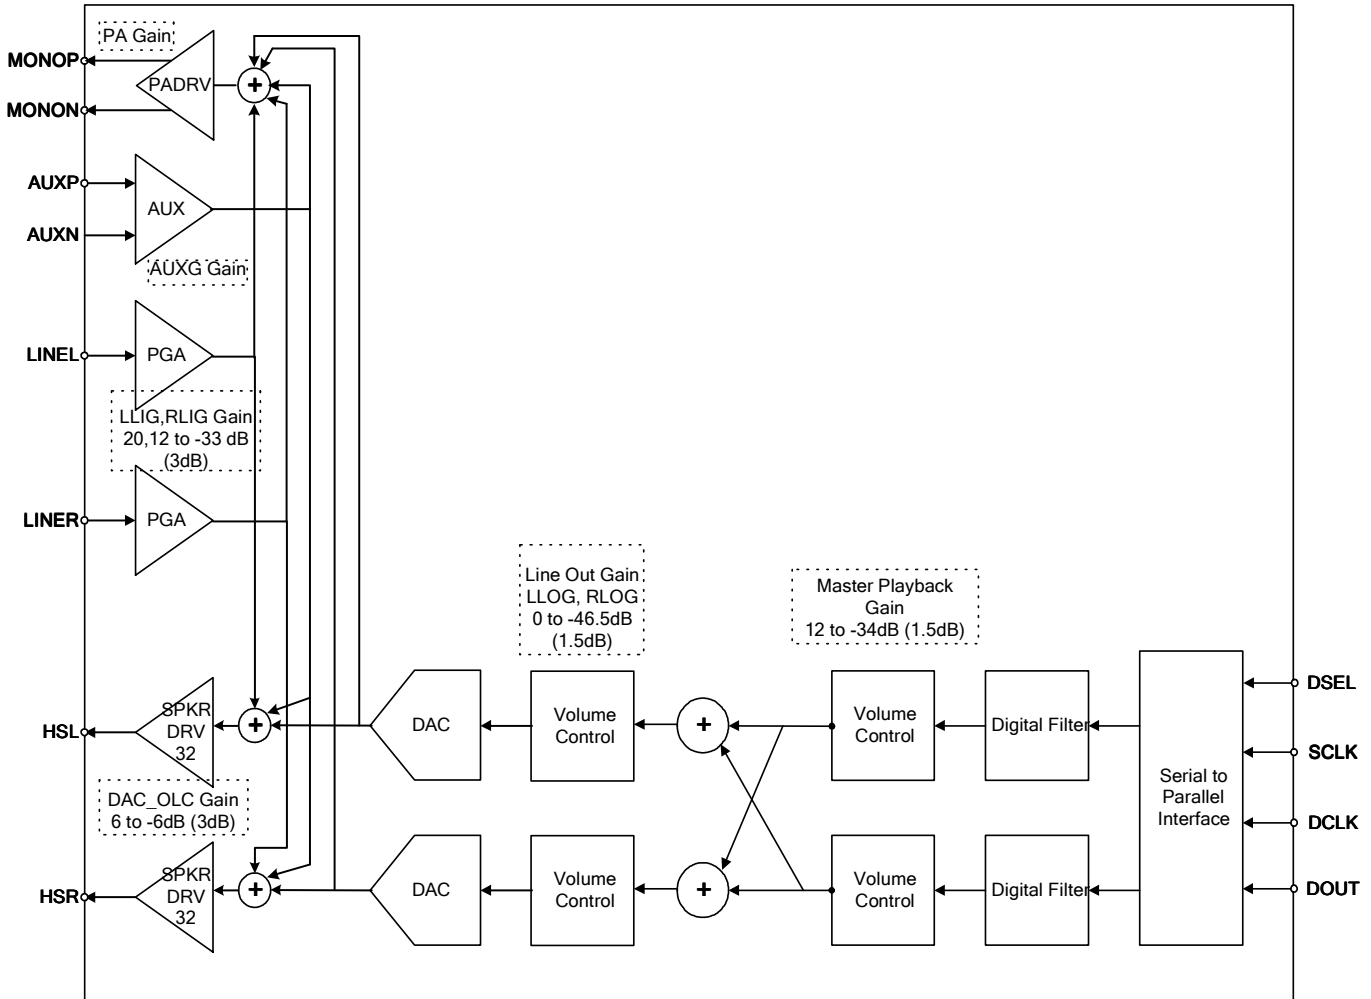 PA Gain
MONOP
PADRV
+
MONON
AUXP
AUX
AUXN
AUXG Gain
LINEL
PGA
LLIG,RLIG Gain
20,12 to -33 dB
(3dB)
LINER
PGA
Line Out Gain
LLOG, RLOG
0 to -46.5dB
(1.5dB)
Master Playback
Gain
12 to -34dB (1.5dB)
HSL
SPKR
DRV
32
+
DAC
Volume
Control
+
Volume
Control
Digital Filter
Serial to
Parallel
Interface
DSEL
SCLK
DCLK
DOUT
DAC_OLC Gain
6 to -6dB (3dB)
HSR
SPKR
DRV
32
+
DAC
Volume
Control
+
Volume
Control
Digital Filter